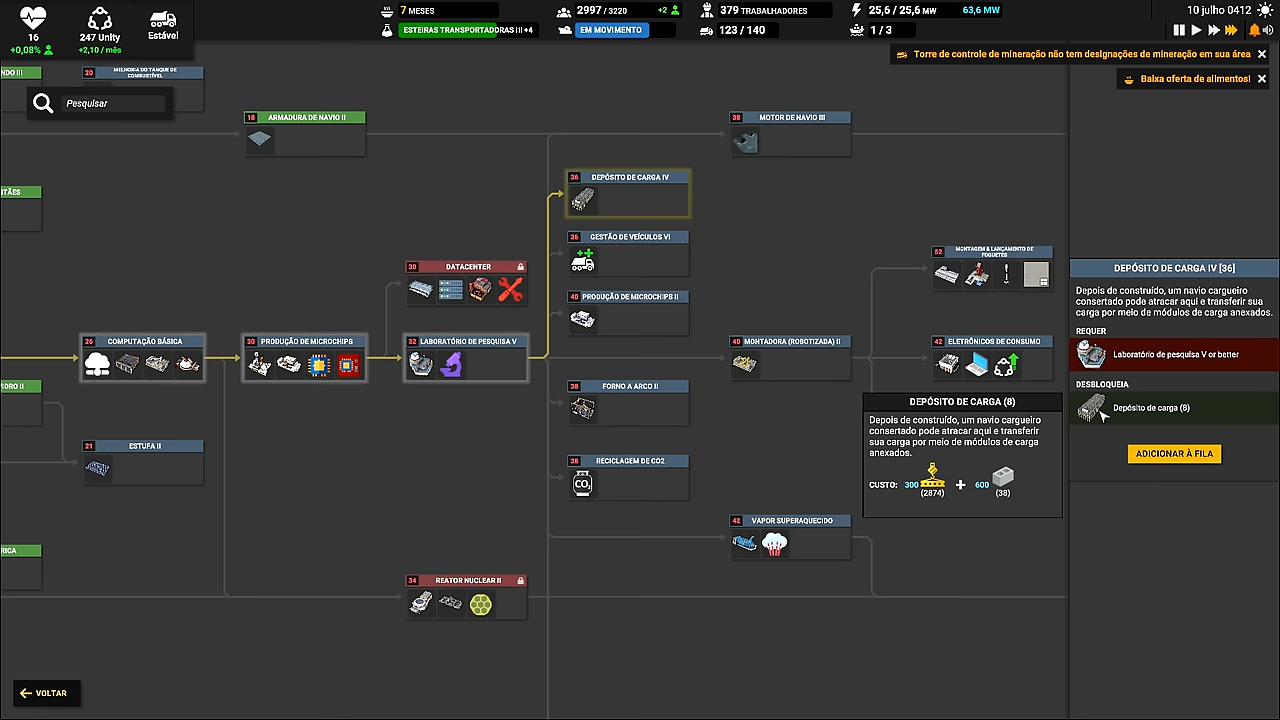 16
+0,08%
247 Unity
+2,10 / mês
Estável
7 MESES
ESTEIRAS TRANSPORTADORAS III +4
2997 / 3220
+2
EM MOVIMENTO
379 TRABALHADORES
123 / 140
25,6 / 25,6 MW
63,6 MW
1 / 3
10 julho 0412
Torre de controle de mineração não tem designações de mineração em sua área
Baixa oferta de alimentos!
NDO III
20 MELHORIA DO TANQUE DE COMBUSTÍVEL
Pesquisar
18 ARMADURA DE NAVIO II
38 MOTOR DE NAVIO III
36 DEPÓSITO DE CARGA IV
ITÃES
36 GESTÃO DE VEÍCULOS VI
52 MONTAGEM & LANÇAMENTO DE FOGUETES
30 DATACENTER
40 PRODUÇÃO DE MICROCHIPS II
26 COMPUTAÇÃO BÁSICA
30 PRODUÇÃO DE MICROCHIPS
32 LABORATÓRIO DE PESQUISA V
40 MONTADORA (ROBOTIZADA) II
42 ELETRÔNICOS DE CONSUMO
IDRO II
38 FORNO A ARCO II
21 ESTUFA II
38 RECICLAGEM DE CO2
CO2
42 VAPOR SUPERAQUECIDO
RICA
34 REATOR NUCLEAR II
DEPÓSITO DE CARGA (8)
Depois de construído, um navio cargueiro
consertado pode atracar aqui e transferir
sua carga por meio de módulos de carga
anexados.
CUSTO: 300 + 600
(2874) (38)
DEPÓSITO DE CARGA IV [36]
Depois de construído, um navio cargueiro
consertado pode atracar aqui e transferir sua
carga por meio de módulos de carga anexados.
REQUER
Laboratório de pesquisa V or better
DESBLOQUEIA
Depósito de carga (8)
ADICIONAR À FILA
VOLTAR